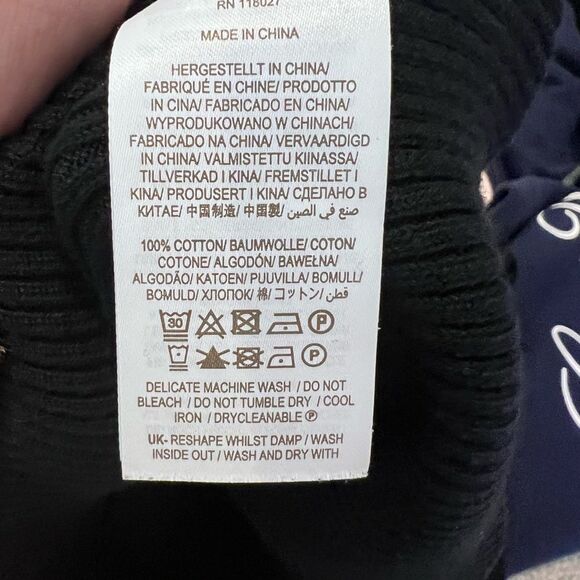 RN 118027
MADE IN CHINA
HERGESTELLT IN CHINA/
FABRIQUÉ EN CHINE/ PRODOTTO
IN CINA/ FABRICADO EN CHINA/
WYPRODUKOWANO W CHINACH/
FABRICADO NA CHINA/ VERVAARDIGD
IN CHINA/ VALMISTETTU KIINASSA/
TILLVERKAD I KINA/ FREMSTILLET I
KINA/ PRODUSERT I KINA/ СДЕЛАНО В
КИТАЕ/ 中国制造/ 中國製/ صنع في الصين/
100% COTTON/ BAUMWOLLE/ COTON/
COTONE/ ALGODÓN/ BAWEŁNA/
ALGODÃO/ KATOEN/ PUUVILLA/ BOMULL/
BOMULD/ ХЛОПОК/ 棉/ コットン/ قطن/
30 P
P
DELICATE MACHINE WASH / DO NOT
BLEACH / DO NOT TUMBLE DRY / COOL
IRON / DRYCLEANABLE Ⓟ
UK- RESHAPE WHILST DAMP / WASH
INSIDE OUT / WASH AND DRY WITH